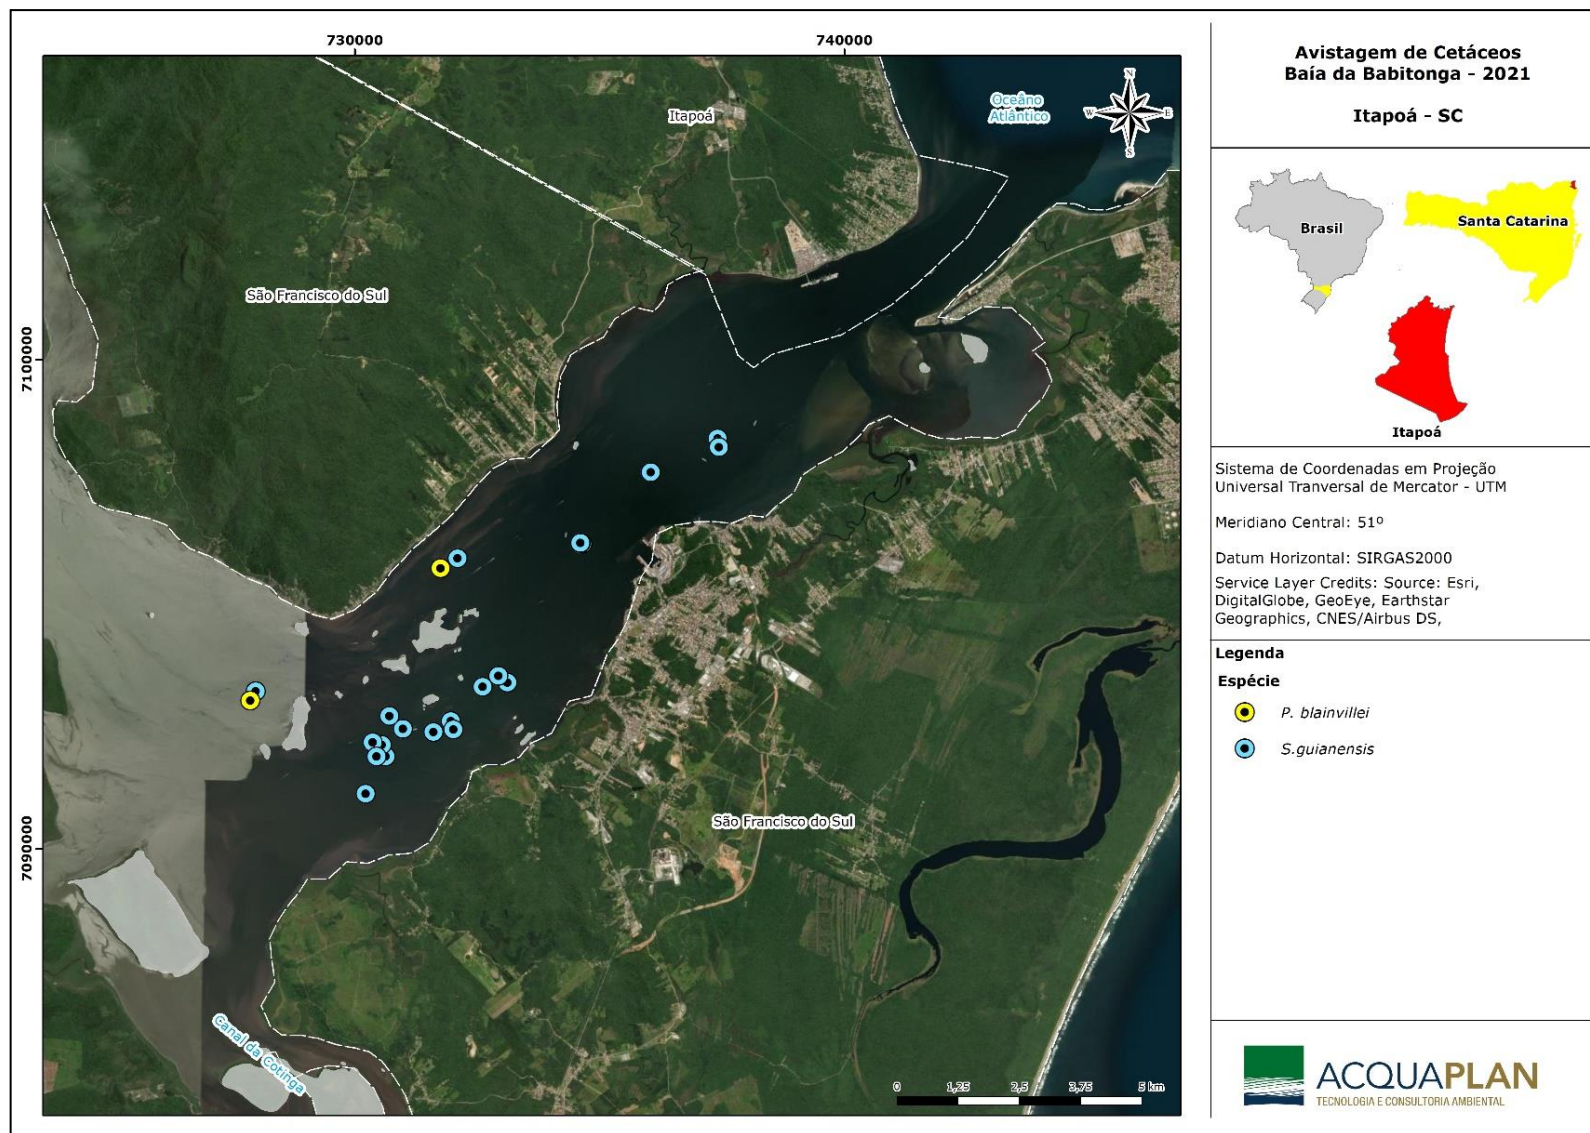 730000
740000
7100000
7090000
Oceâno
Atlântico
N
W
E
S
Itapoá
São Francisco do Sul
São Francisco do Sul
Canal da Cotinga
0 1,25 2,5 3,75 5 km
Avistagem de Cetáceos
Baía da Babitonga - 2021
Itapoá - SC
Brasil
Santa Catarina
Itapoá
Sistema de Coordenadas em Projeção
Universal Tranversal de Mercator - UTM
Meridiano Central: 51º
Datum Horizontal: SIRGAS2000
Service Layer Credits: Source: Esri,
DigitalGlobe, GeoEye, Earthstar
Geographics, CNES/Airbus DS,
Legenda
Espécie
P. blainvillei
S.guianensis
ACQUAPLAN
TECNOLOGIA E CONSULTORIA AMBIENTAL